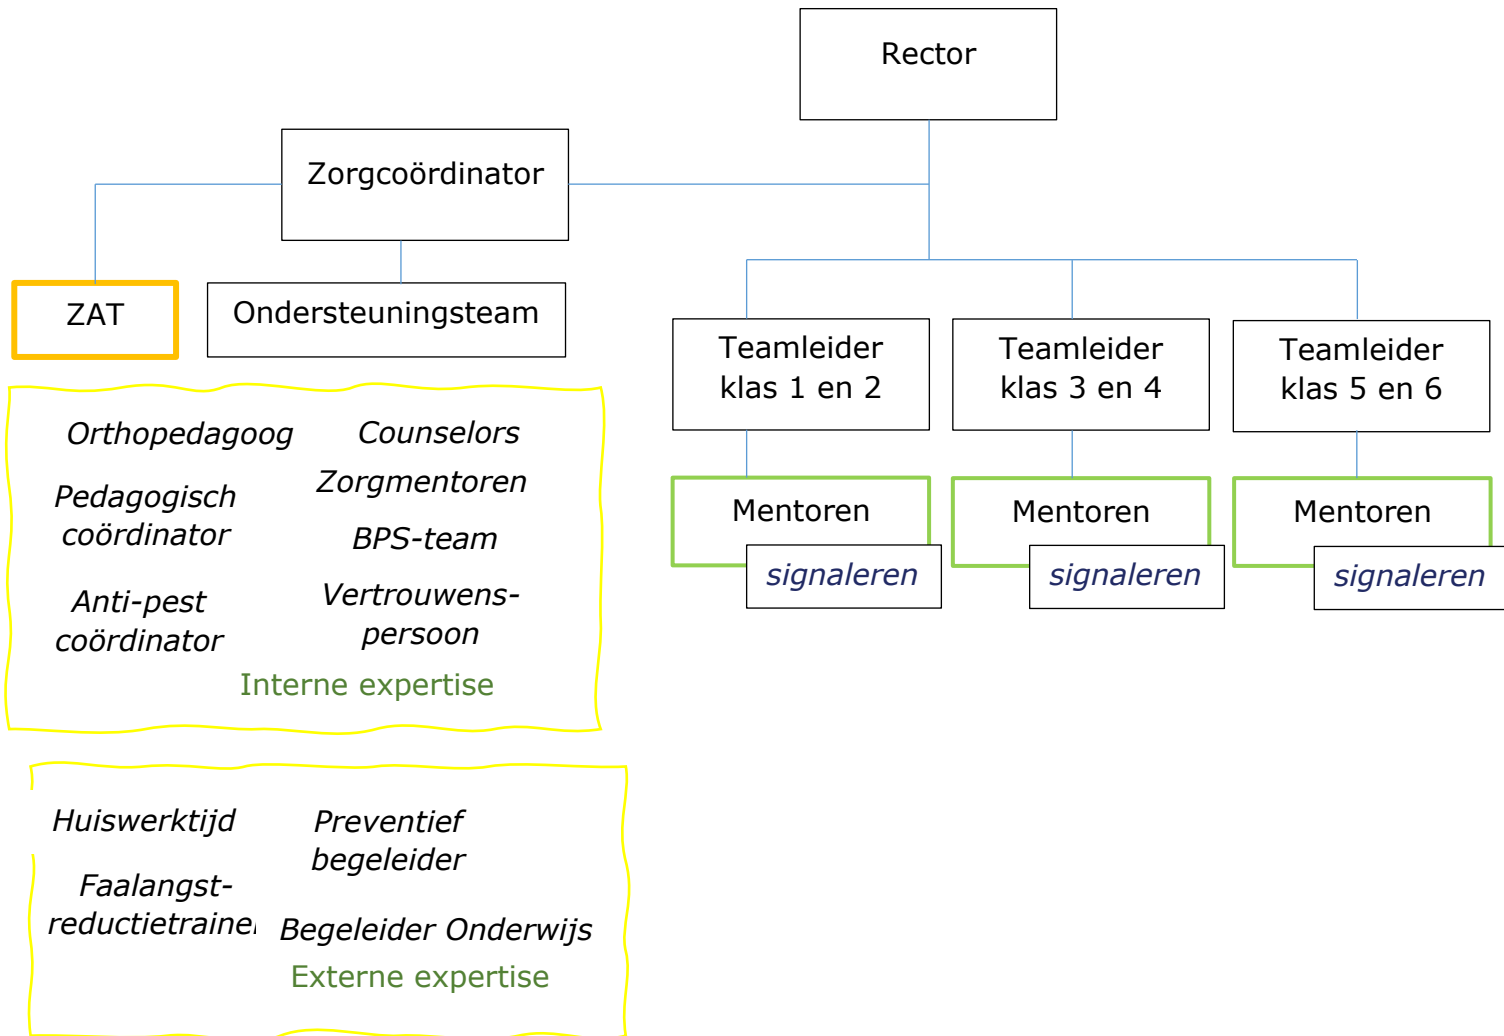 Rector
Zorgcoördinator
ZAT
Ondersteuningsteam
Teamleider
klas 1 en 2
Teamleider
klas 3 en 4
Teamleider
klas 5 en 6
Mentoren
signaleren
Mentoren
signaleren
Mentoren
signaleren
Orthopedagoog
Counselors
Pedagogisch
coördinator
Zorgmentoren
BPS-team
Anti-pest
coördinator
Vertrouwens-
persoon
Interne expertise
Huiswerktijd
Preventief
begeleider
Faalangst-
reductietrainer
Begeleider Onderwijs
Externe expertise